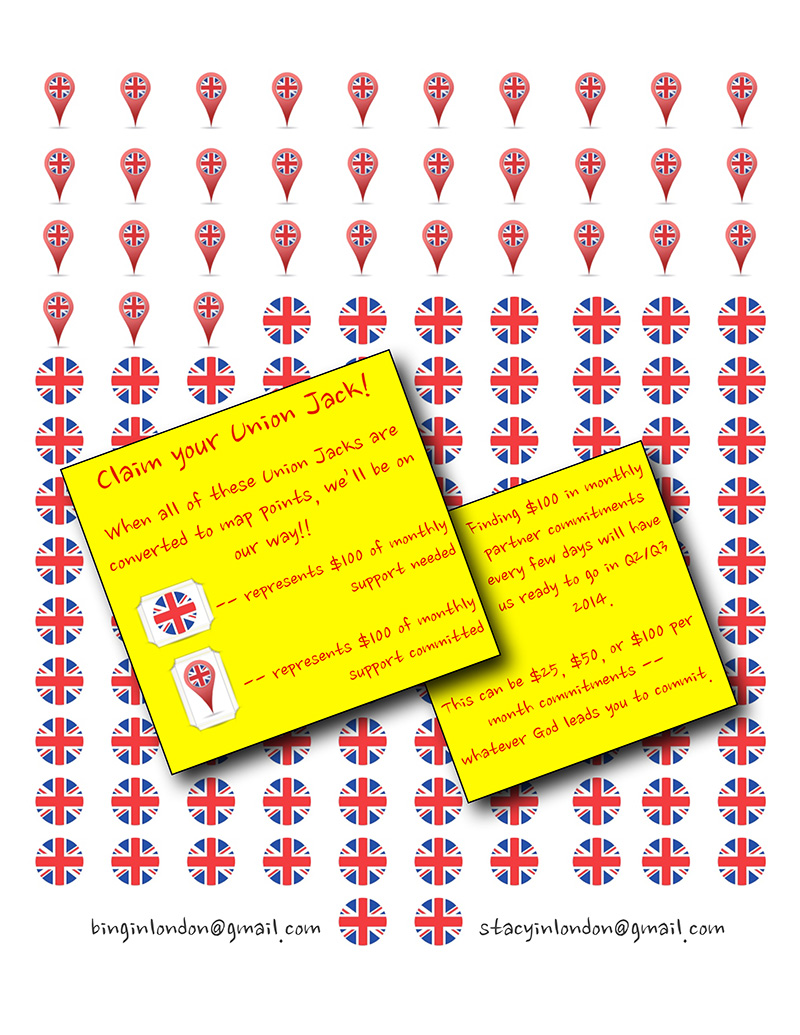 Claim your Union Jack!
When all of these Union Jacks are
converted to map points, we'll be on
our way!!
-- represents $100 of monthly
support needed
-- represents $100 of monthly
support committed
Finding $100 in monthly
partner commitments
every few days will have
us ready to go in Q2/Q3
2014.
This can be $25, $50, or $100 per
month commitments --
whatever God leads you to commit.
binginlondon@gmail.com
stacyinlondon@gmail.com